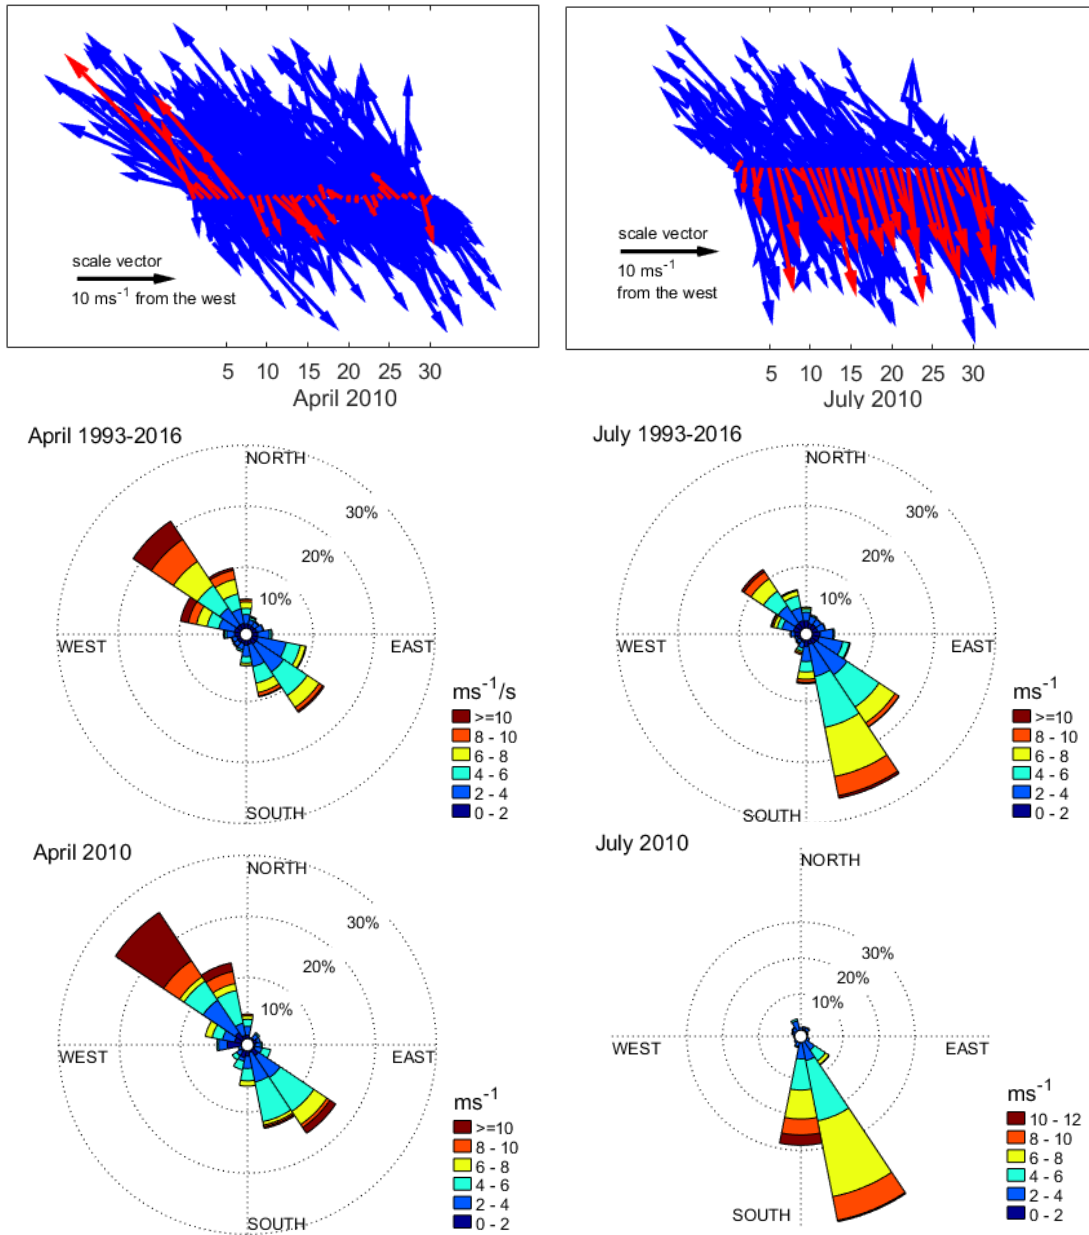 scale vector
10 ms-1 from the west
5 10 15 20 25 30
April 2010
scale vector
10 ms-1
from the west
5 10 15 20 25 30
July 2010
April 1993-2016
NORTH
30%
20%
10%
WEST
EAST
SOUTH
ms-1/s
>=10
8 - 10
6 - 8
4 - 6
2 - 4
0 - 2
July 1993-2016
NORTH
30%
20%
10%
WEST
EAST
SOUTH
ms-1
>=10
8 - 10
6 - 8
4 - 6
2 - 4
0 - 2
April 2010
NORTH
30%
20%
10%
WEST
EAST
SOUTH
ms-1
>=10
8 - 10
6 - 8
4 - 6
2 - 4
0 - 2
July 2010
NORTH
30%
20%
10%
WEST
EAST
SOUTH
ms-1
10 - 12
8 - 10
6 - 8
4 - 6
2 - 4
0 - 2